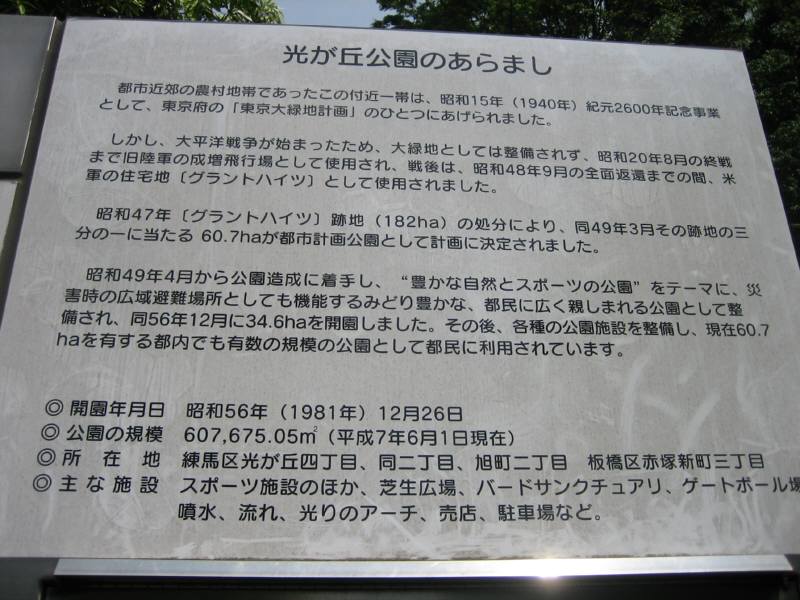 光が丘公園のあらまし
都市近郊の農村地帯であったこの付近一帯は、昭和15年（1940年）紀元2600年記念事業
として、東京府の「東京大緑地計画」のひとつにあげられました。
しかし、大平洋戦争が始まったため、大緑地としては整備されず、昭和20年8月の終戦
まで旧陸軍の成増飛行場として使用され、戦後は、昭和48年9月の全面返還までの間、米
軍の住宅地〔グラントハイツ〕として使用されました。
昭和47年〔グラントハイツ〕跡地（182ha）の処分により、同49年3月その跡地の三
分の一に当たる 60.7haが都市計画公園として計画に決定されました。
昭和49年4月から公園造成に着手し、“豊かな自然とスポーツの公園”をテーマに、災
害時の広域避難場所としても機能するみどり豊かな、都民に広く親しまれる公園として整
備され、同56年12月に34.6haを開園しました。その後、各種の公園施設を整備し、現在60.7
haを有する都内でも有数の規模の公園として都民に利用されています。
◎ 開園年月日 昭和56年（1981年）12月26日
◎ 公園の規模 607,675.05㎡（平成7年6月1日現在）
◎ 所在地 練馬区光が丘四丁目、同二丁目、旭町二丁目 板橋区赤塚新町三丁目
◎ 主な施設 スポーツ施設のほか、芝生広場、バードサンクチュアリ、ゲートボール場
噴水、流れ、光りのアーチ、売店、駐車場など。